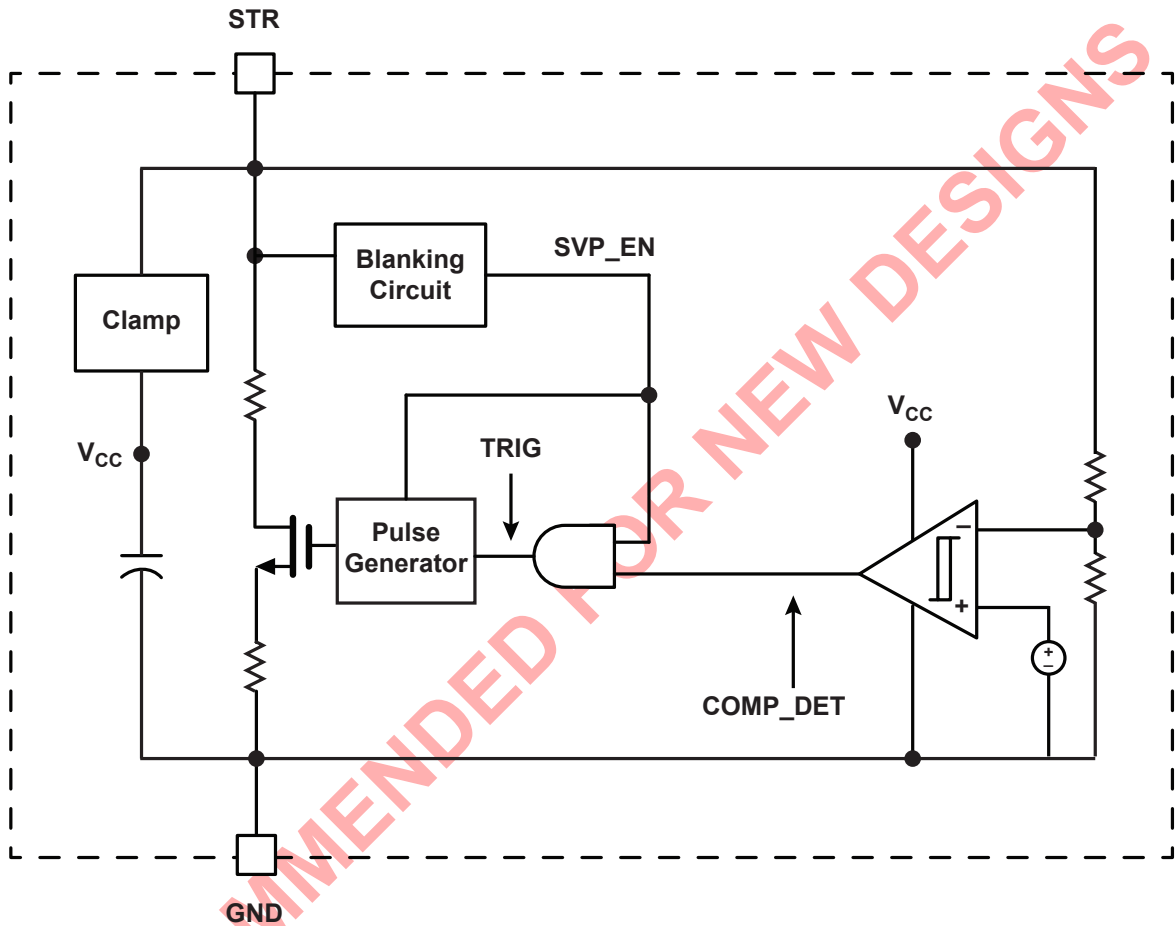 STR
Blanking
Circuit
SVP_EN
Clamp
VCC
TRIG
VCC
Pulse
Generator
−
+
+
−
COMP_DET
GND
MMENDED FOR NEW DESIGNS